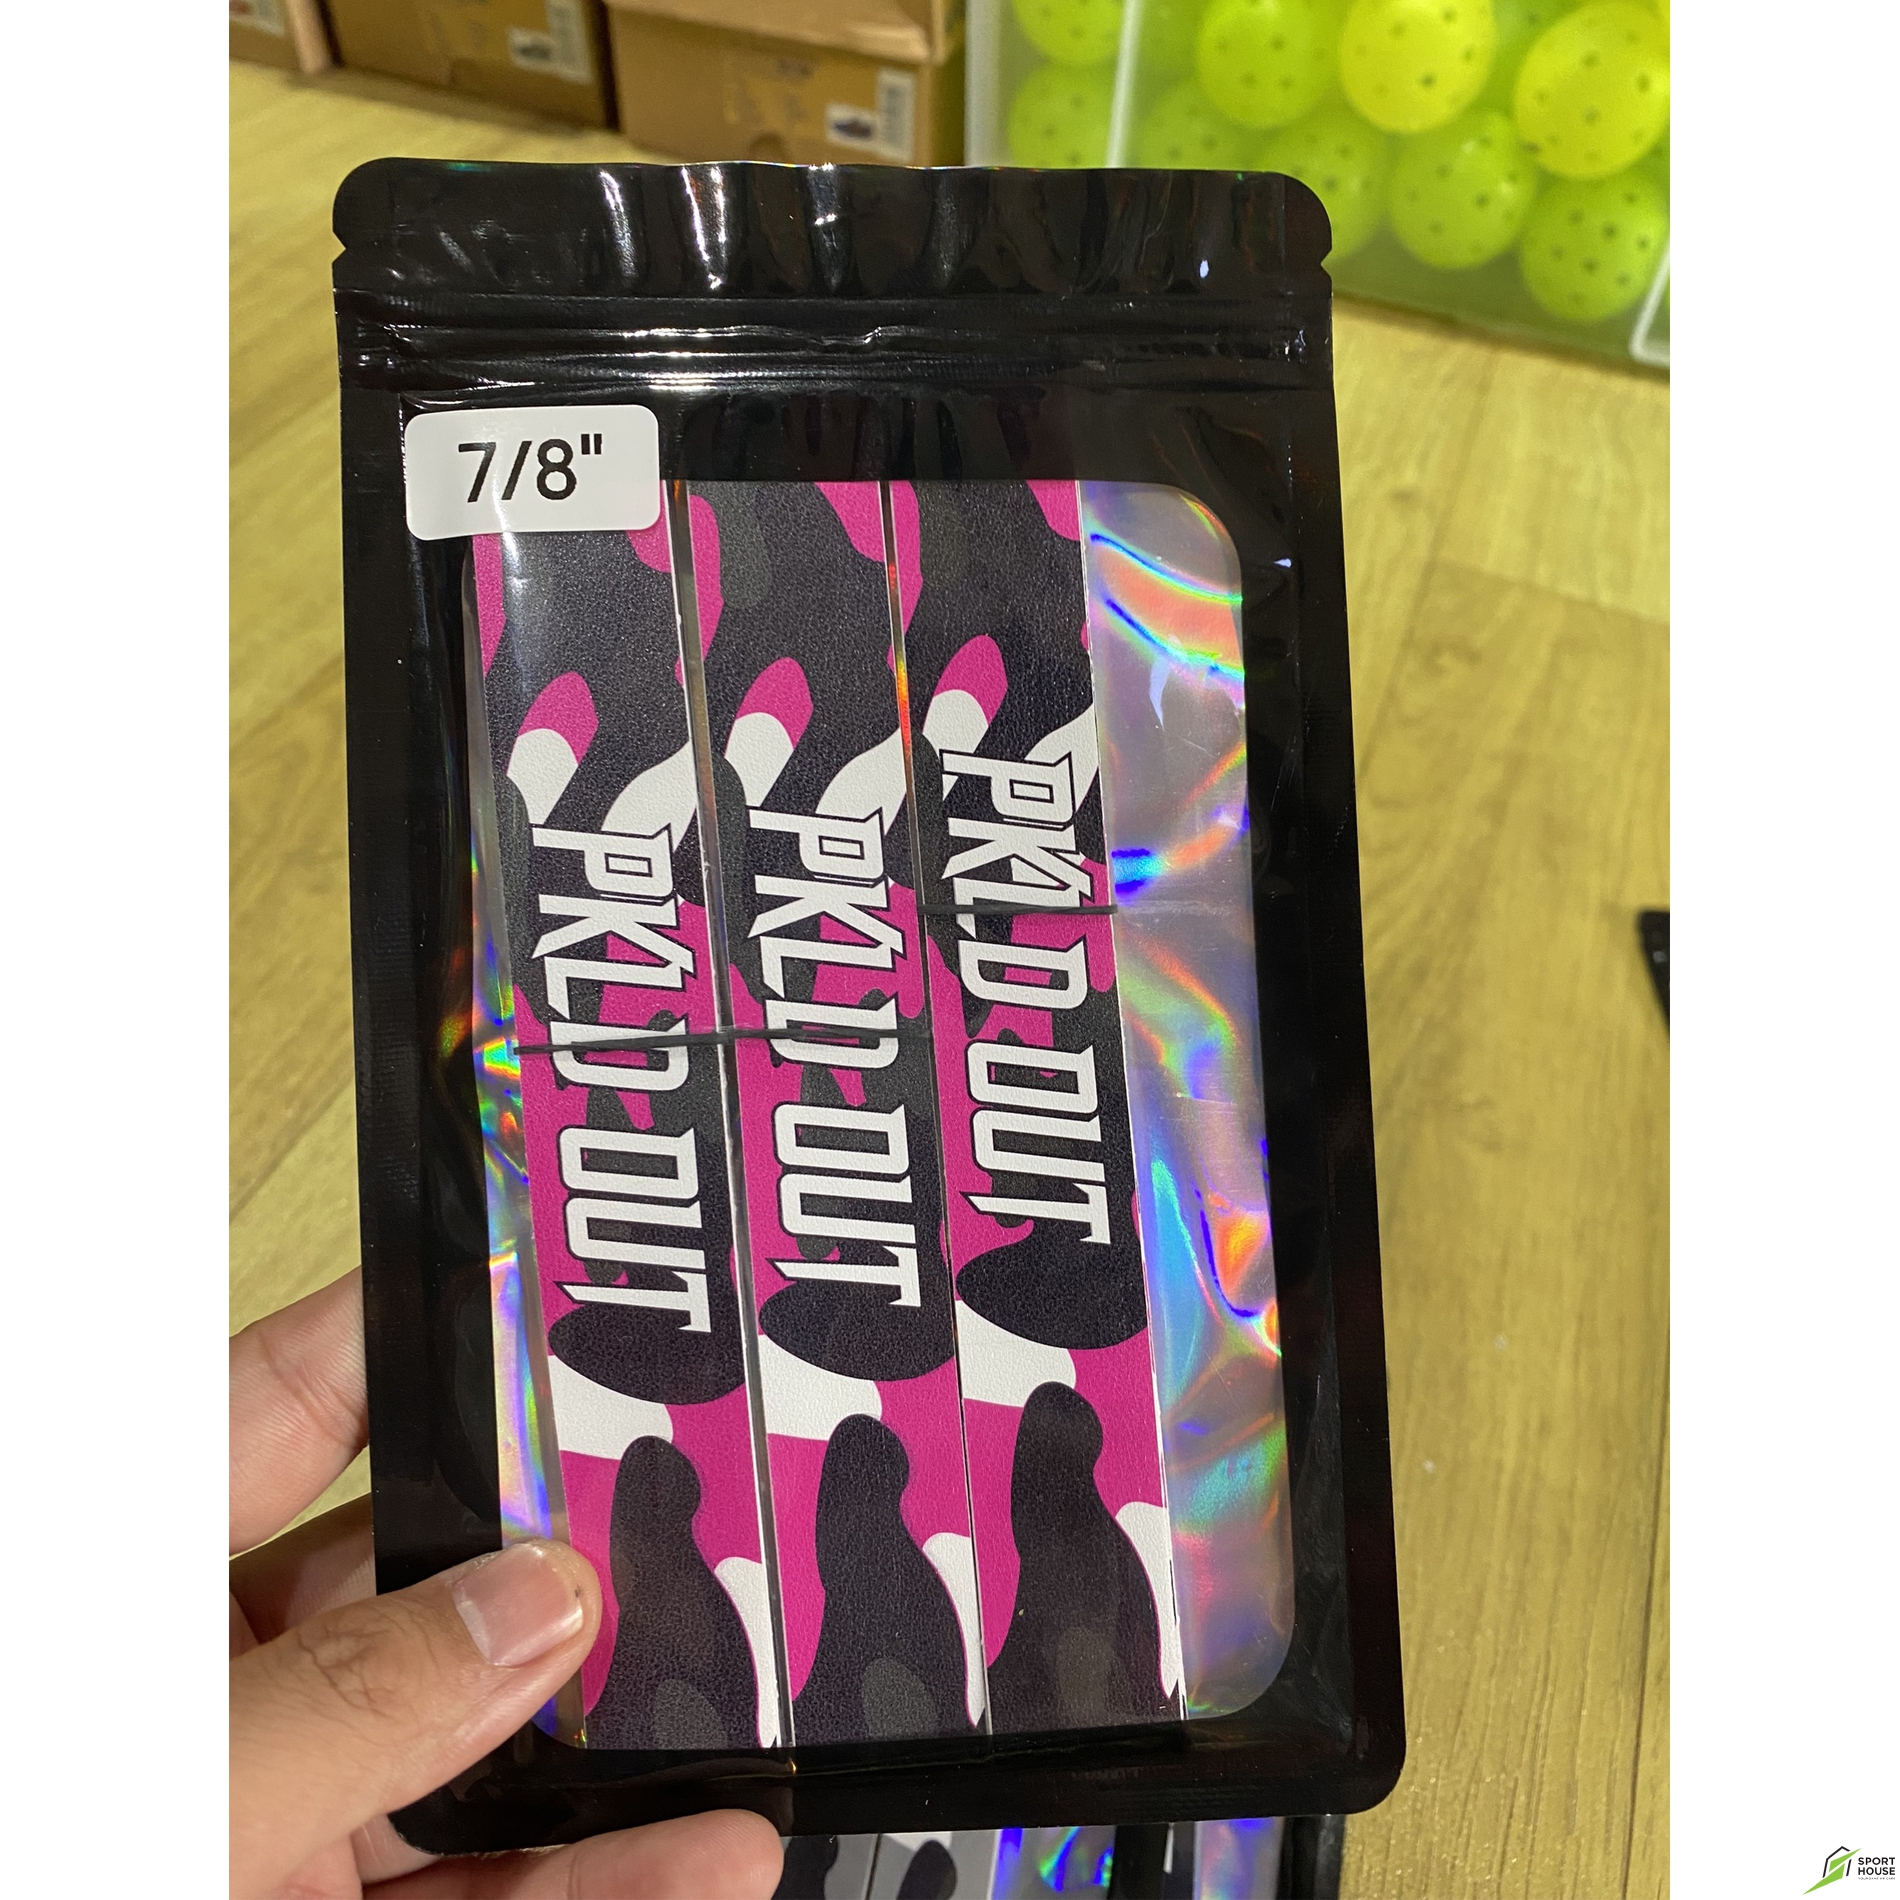 7/8"
PKLD OUT
PKLD OUT
PKLD OUT
SPORT
HOUSE